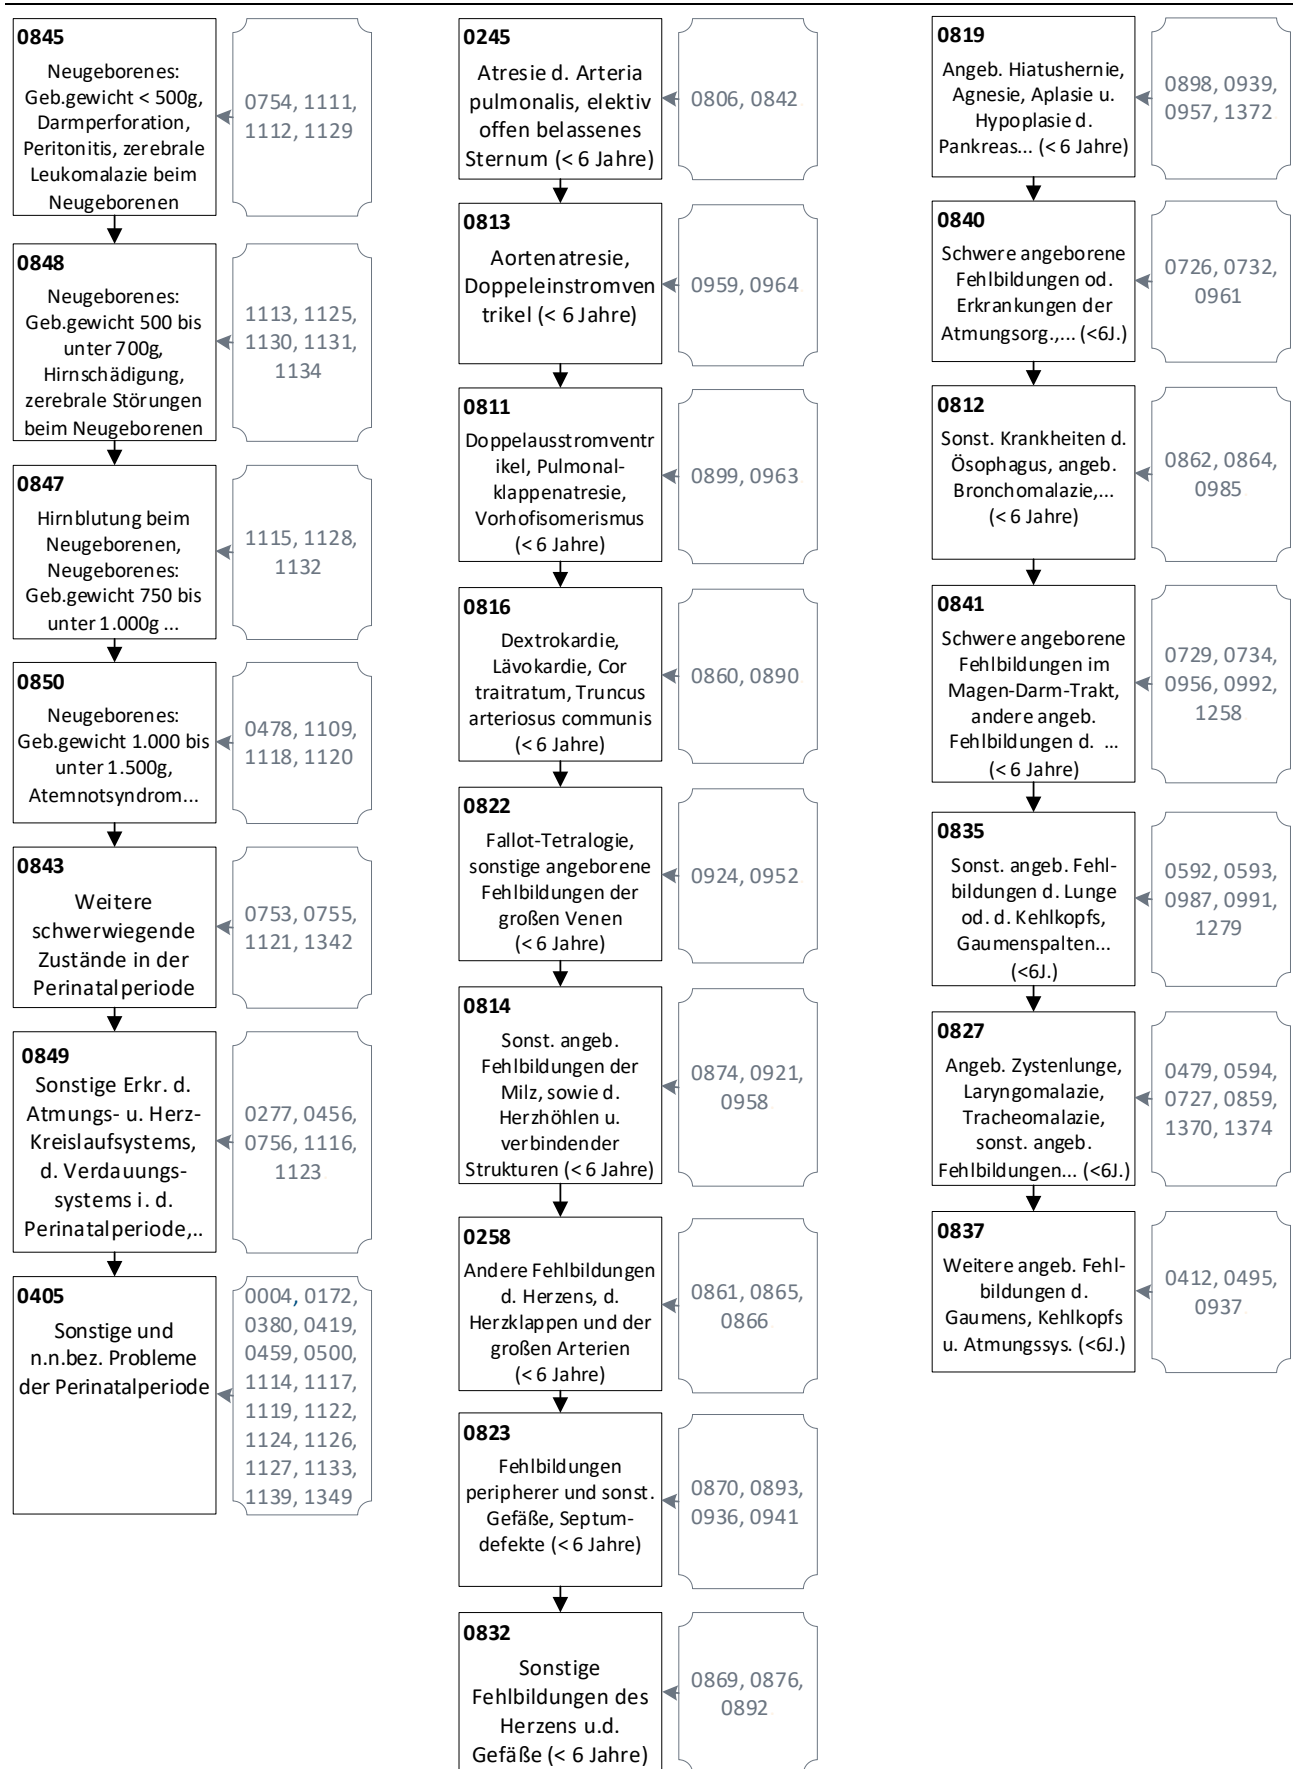 0845
Neugeborenes:
Geb.gewicht < 500g,
Darmperforation,
Peritonitis, zerebrale
Leukomalazie beim
Neugeborenen
0754, 1111,
1112, 1129
0848
Neugeborenes:
Geb.gewicht 500 bis
unter 700g,
Hirnschädigung,
zerebrale Störungen
beim Neugeborenen
1113, 1125,
1130, 1131,
1134
0847
Hirnblutung beim
Neugeborenen,
Neugeborenes:
Geb.gewicht 750 bis
unter 1.000g ...
1115, 1128,
1132
0850
Neugeborenes:
Geb.gewicht 1.000 bis
unter 1.500g,
Atemnotsyndrom...
0478, 1109,
1118, 1120
0843
Weitere
schwerwiegende
Zustände in der
Perinatalperiode
0753, 0755,
1121, 1342
0849
Sonstige Erkr. d.
Atmungs- u. Herz-
Kreislaufsystems,
d. Verdauungs-
systems i. d.
Perinatalperiode,..
0277, 0456,
0756, 1116,
1123
0405
Sonstige und
n.n.bez. Probleme
der Perinatalperiode
0004, 0172,
0380, 0419,
0459, 0500,
1114, 1117,
1119, 1122,
1124, 1126,
1127, 1133,
1139, 1349
0245
Atresie d. Arteria
pulmonalis, elektiv
offen belassenes
Sternum (< 6 Jahre)
0806, 0842
0813
Aortenatresie,
Doppeleinstromven
trikel (< 6 Jahre)
0959, 0964
0811
Doppelausstromventr
ikel, Pulmonal-
klappenatresie,
Vorhofisomerismus
(< 6 Jahre)
0899, 0963
0816
Dextrokardie,
Lävokardie, Cor
traitratum, Truncus
arteriosus communis
(< 6 Jahre)
0860, 0890
0822
Fallot-Tetralogie,
sonstige angeborene
Fehlbildungen der
großen Venen
(< 6 Jahre)
0924, 0952
0814
Sonst. angeb.
Fehlbildungen der
Milz, sowie d.
Herzhöhlen u.
verbindender
Strukturen (< 6 Jahre)
0874, 0921,
0958
0258
Andere Fehlbildungen
d. Herzens, d.
Herzklappen und der
großen Arterien
(< 6 Jahre)
0861, 0865,
0866
0823
Fehlbildungen
peripherer und sonst.
Gefäße, Septum-
defekte (< 6 Jahre)
0870, 0893,
0936, 0941
0832
Sonstige
Fehlbildungen des
Herzens u.d.
Gefäße (< 6 Jahre)
0869, 0876,
0892
0819
Angeb. Hiatushernie,
Agnesie, Aplasie u.
Hypoplasie d.
Pankreas... (< 6 Jahre)
0898, 0939,
0957, 1372
0840
Schwere angeborene
Fehlbildungen od.
Erkrankungen der
Atmungsorg.,... (<6J.)
0726, 0732,
0961
0812
Sonst. Krankheiten d.
Ösophagus, angeb.
Bronchomalazie,...
(< 6 Jahre)
0862, 0864,
0985
0841
Schwere angeborene
Fehlbildungen im
Magen-Darm-Trakt,
andere angeb.
Fehlbildungen d. ...
(< 6 Jahre)
0729, 0734,
0956, 0992,
1258
0835
Sonst. angeb. Fehl-
bildungen d. Lunge
od. d. Kehlkopfs,
Gaumenspalten...
(<6J.)
0592, 0593,
0987, 0991,
1279
0827
Angeb. Zystenlunge,
Laryngomalazie,
Tracheomalazie,
sonst. angeb.
Fehlbildungen... (<6J.)
0479, 0594,
0727, 0859,
1370, 1374
0837
Weitere angeb. Fehl-
bildungen d.
Gaumens, Kehlkopfs
u. Atmungssys. (<6J.)
0412, 0495,
0937